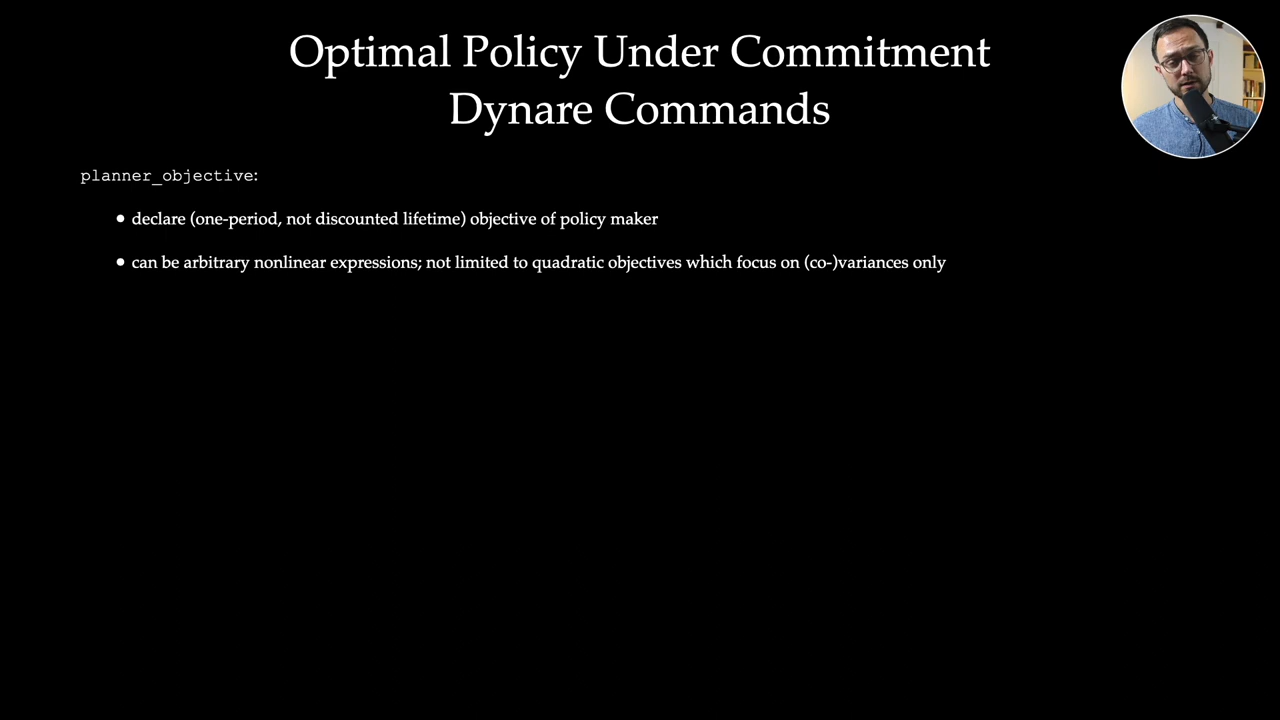 Optimal Policy Under Commitment
Dynare Commands
planner_objective:
• declare (one-period, not discounted lifetime) objective of policy maker
• can be arbitrary nonlinear expressions; not limited to quadratic objectives which focus on (co-)variances only